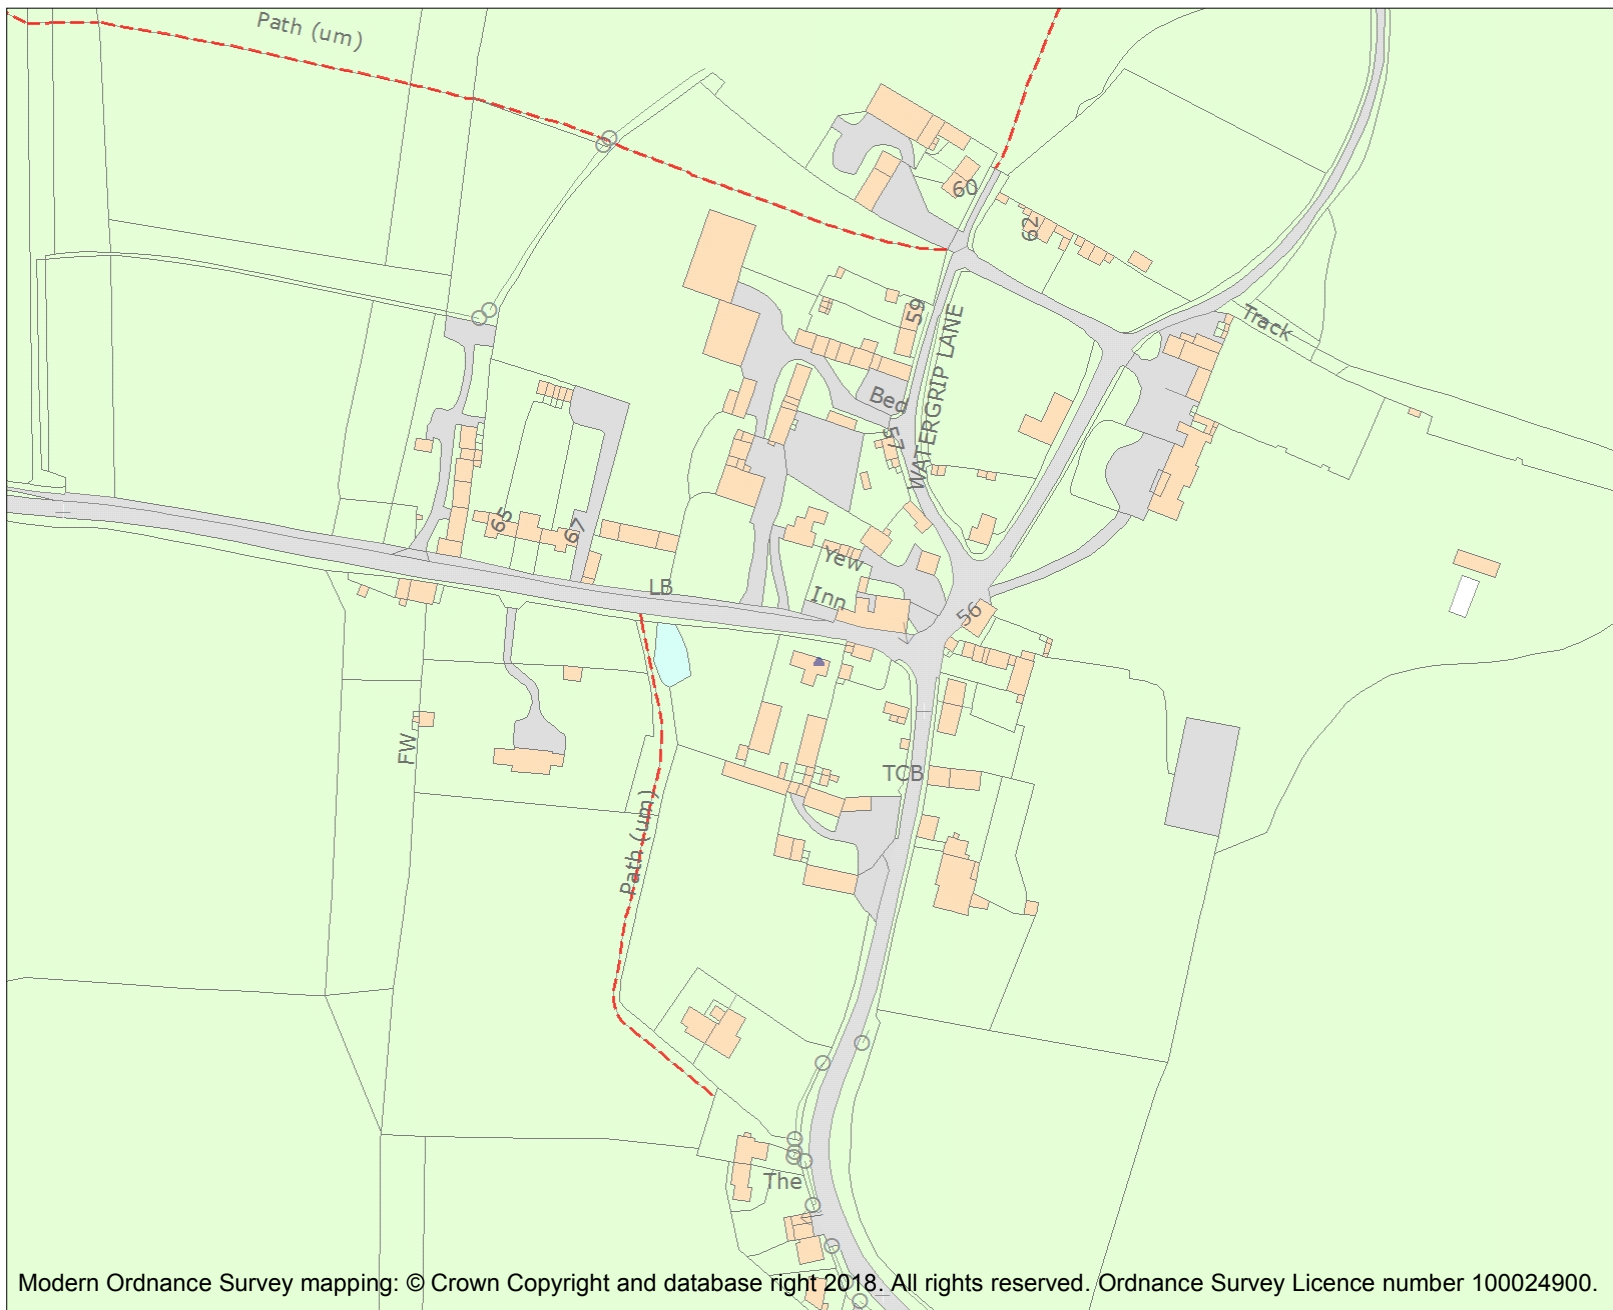 Path (um)
60
62
59
WATERGRIP LANE
Track
Bed
57
65
67
Yew
LB
Inn
56
FW
TCB
Path (um)
The
Modern Ordnance Survey mapping: © Crown Copyright and database right 2018. All rights reserved. Ordnance Survey Licence number 100024900.